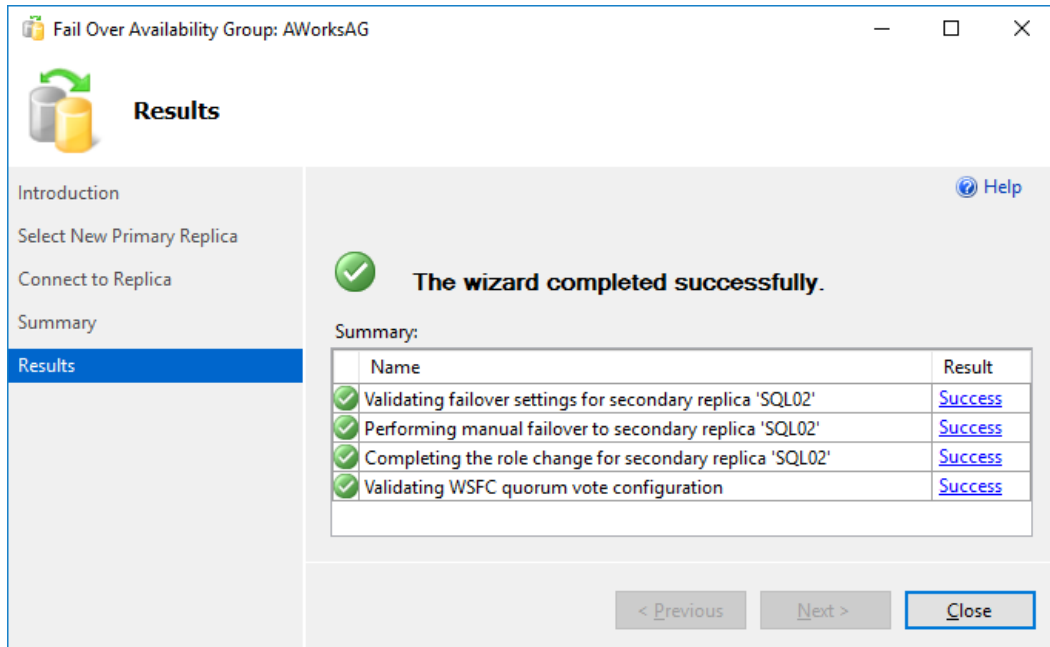 Fail Over Availability Group: AWorksAG
Results
Introduction
Select New Primary Replica
Connect to Replica
Summary
Results
Help
The wizard completed successfully.
Summary:
Name Result
Validating failover settings for secondary replica 'SQL02' Success
Performing manual failover to secondary replica 'SQL02' Success
Completing the role change for secondary replica 'SQL02' Success
Validating WSFC quorum vote configuration Success
< Previous Next > Close